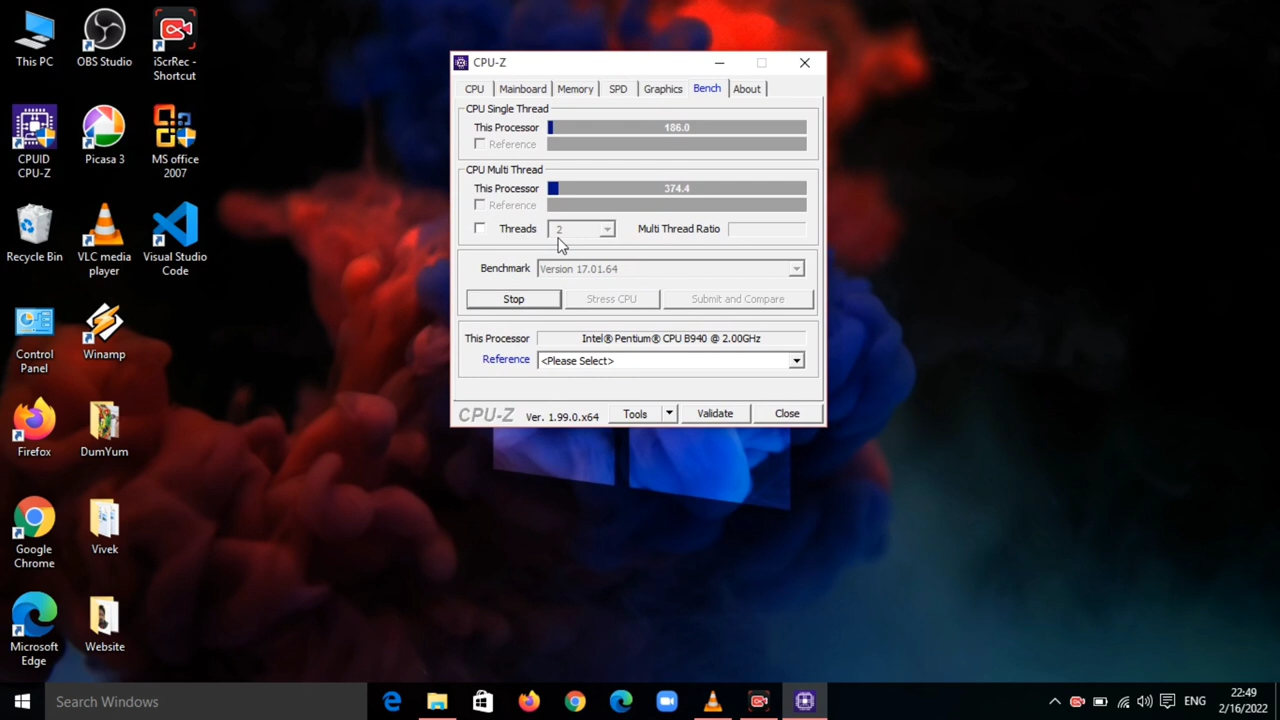 This PC
OBS Studio
iScrRec -
Shortcut
CPUID
CPU-Z
Picasa 3
MS office
2007
Recycle Bin
VLC media
player
Visual Studio
Code
Control
Panel
Winamp
Firefox
DumYum
Google
Chrome
Vivek
Microsoft
Edge
Website
CPU-Z
CPU
Mainboard
Memory
SPD
Graphics
Bench
About
CPU Single Thread
This Processor
186.0
Reference
CPU Multi Thread
This Processor
374.4
Reference
Threads
2
Multi Thread Ratio
Benchmark
Version 17.01.64
Stop
Stress CPU
Submit and Compare
This Processor
Intel® Pentium® CPU B940 @ 2.00GHz
Reference
<Please Select>
CPU-Z
Ver. 1.99.0.x64
Tools
Validate
Close
Search Windows
ENG
22:49
2/16/2022